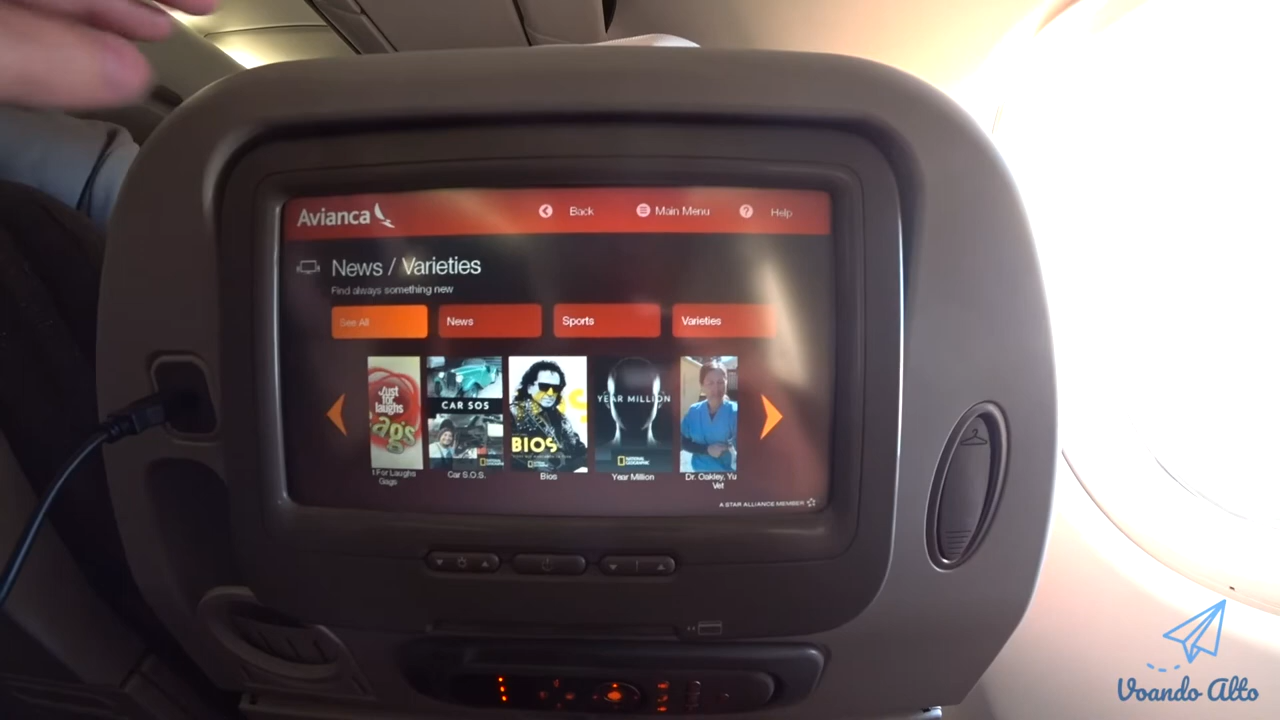 Avianca
Back
Main Menu
Help
News / Varieties
Find always something new
See All
News
Sports
Varieties
Just for laughs
gags
CAR SOS
BIOS
YEAR MILLION
NATIONAL GEOGRAPHIC
t For Laughs
Gags
Car S.O.S.
Bios
Year Million
Dr. Oakley, Yu
Vet
A STAR ALLIANCE MEMBER
Voando Alto